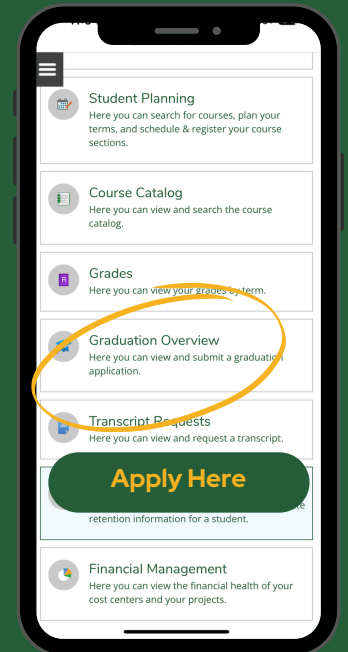 Student Planning
Here you can search for courses, plan your
terms, and schedule & register your course
sections.
Course Catalog
Here you can view and search the course
catalog.
Grades
Here you can view your grades by term.
Graduation Overview
Here you can view and submit a graduation
application.
Transcript Requests
Here you can view and request a transcript.
Apply Here
retention information for a student.
Financial Management
Here you can view the financial health of your
cost centers and your projects.